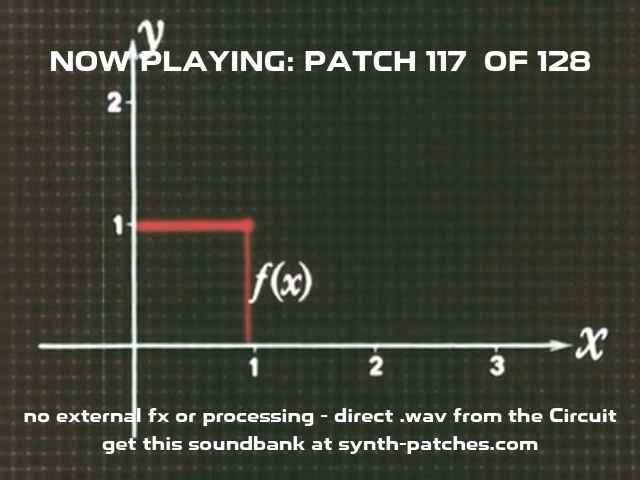 y
NOW PLAYING: PATCH 117 OF 128
2
1
f(x)
x
1 2 3
no external fx or processing - direct .wav from the Circuit
get this soundbank at synth-patches.com